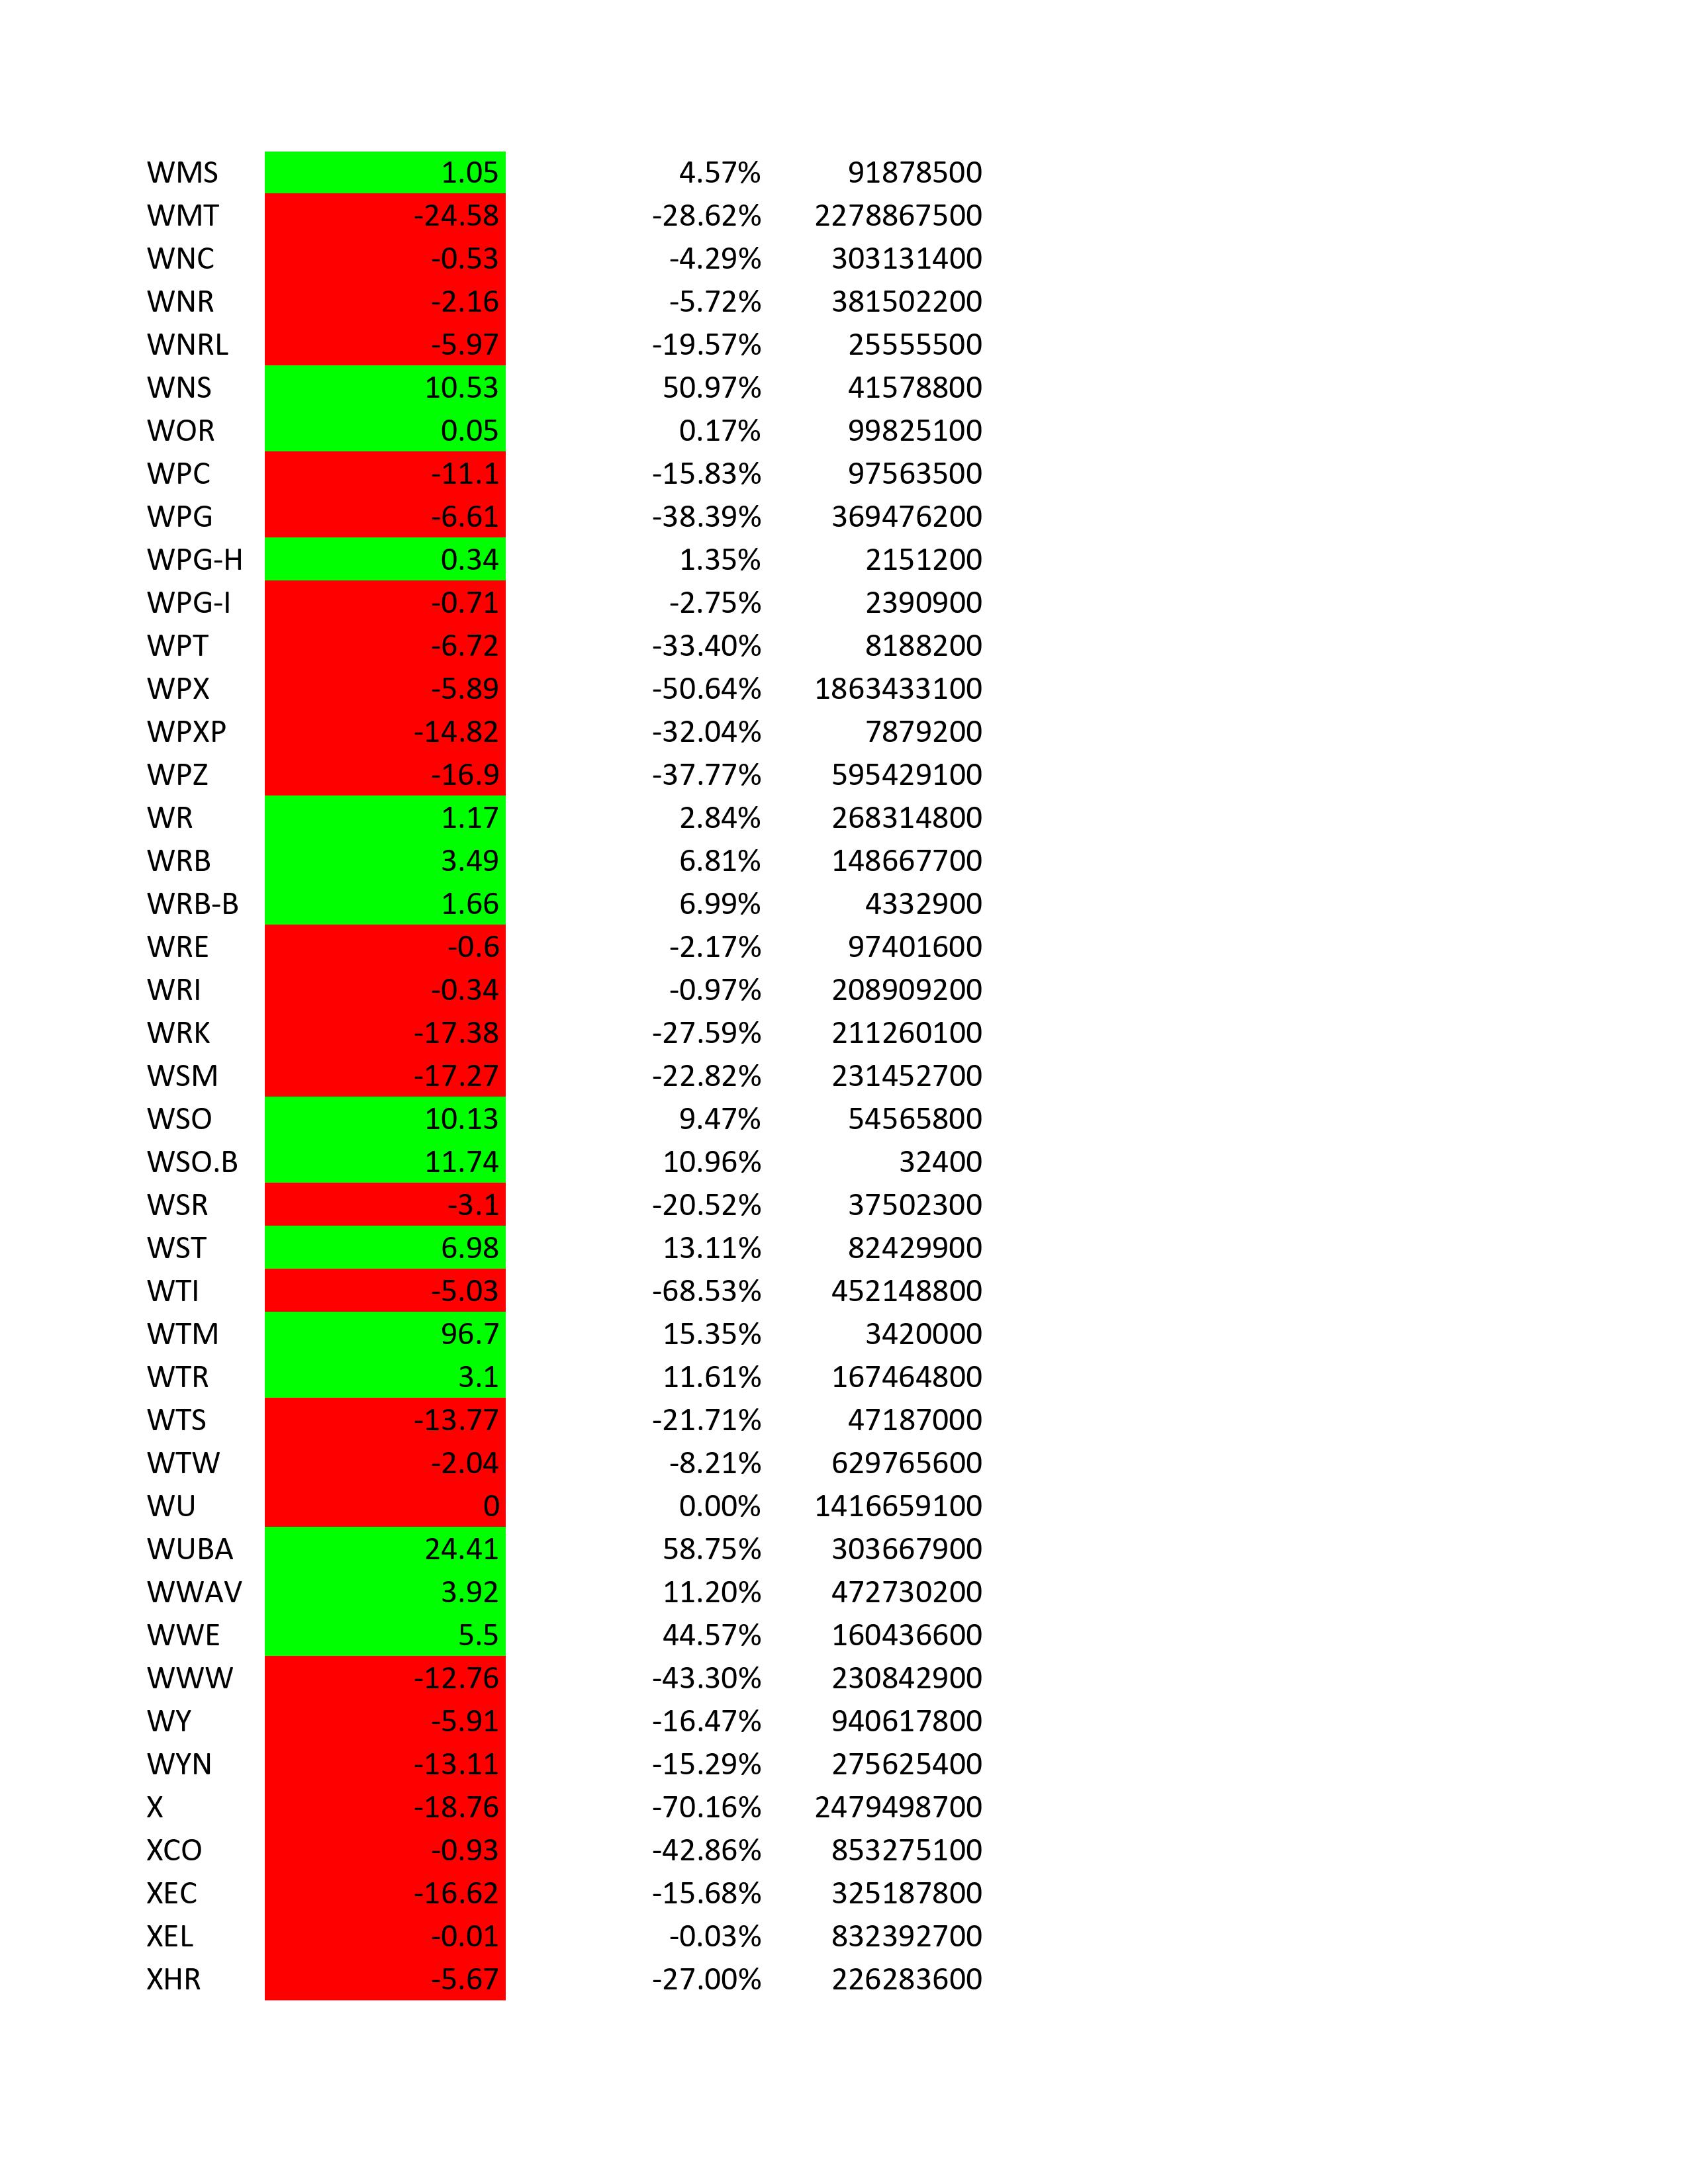 WMS 1.05 4.57% 91878500
WMT -24.58 -28.62% 2278867500
WNC -0.53 -4.29% 303131400
WNR -2.16 -5.72% 381502200
WNRL -5.97 -19.57% 25555500
WNS 10.53 50.97% 41578800
WOR 0.05 0.17% 99825100
WPC -11.1 -15.83% 97563500
WPG -6.61 -38.39% 369476200
WPG-H 0.34 1.35% 2151200
WPG-I -0.71 -2.75% 2390900
WPT -6.72 -33.40% 8188200
WPX -5.89 -50.64% 1863433100
WPXP -14.82 -32.04% 7879200
WPZ -16.9 -37.77% 595429100
WR 1.17 2.84% 268314800
WRB 3.49 6.81% 148667700
WRB-B 1.66 6.99% 4332900
WRE -0.6 -2.17% 97401600
WRI -0.34 -0.97% 208909200
WRK -17.38 -27.59% 211260100
WSM -17.27 -22.82% 231452700
WSO 10.13 9.47% 54565800
WSO.B 11.74 10.96% 32400
WSR -3.1 -20.52% 37502300
WST 6.98 13.11% 82429900
WTI -5.03 -68.53% 452148800
WTM 96.7 15.35% 3420000
WTR 3.1 11.61% 167464800
WTS -13.77 -21.71% 47187000
WTW -2.04 -8.21% 629765600
WU 0 0.00% 1416659100
WUBA 24.41 58.75% 303667900
WWAV 3.92 11.20% 472730200
WWE 5.5 44.57% 160436600
WWW -12.76 -43.30% 230842900
WY -5.91 -16.47% 940617800
WYN -13.11 -15.29% 275625400
X -18.76 -70.16% 2479498700
XCO -0.93 -42.86% 853275100
XEC -16.62 -15.68% 325187800
XEL -0.01 -0.03% 832392700
XHR -5.67 -27.00% 226283600